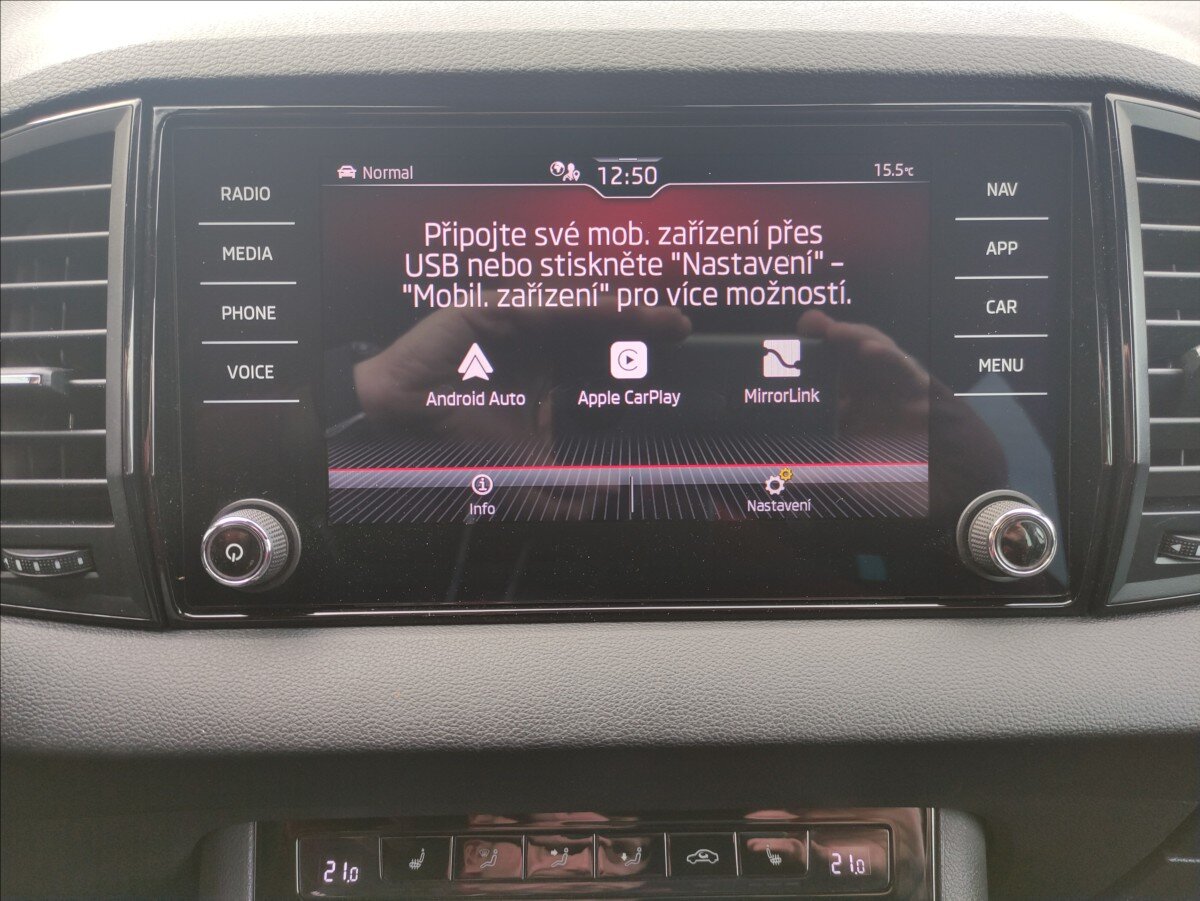 RADIO
MEDIA
PHONE
VOICE
Normal
12:50
15.5°C
Připojte své mob. zařízení přes
USB nebo stiskněte "Nastavení" –
"Mobil. zařízení" pro více možností.
Android Auto
Apple CarPlay
MirrorLink
Info
Nastavení
NAV
APP
CAR
MENU
21.0
21.0